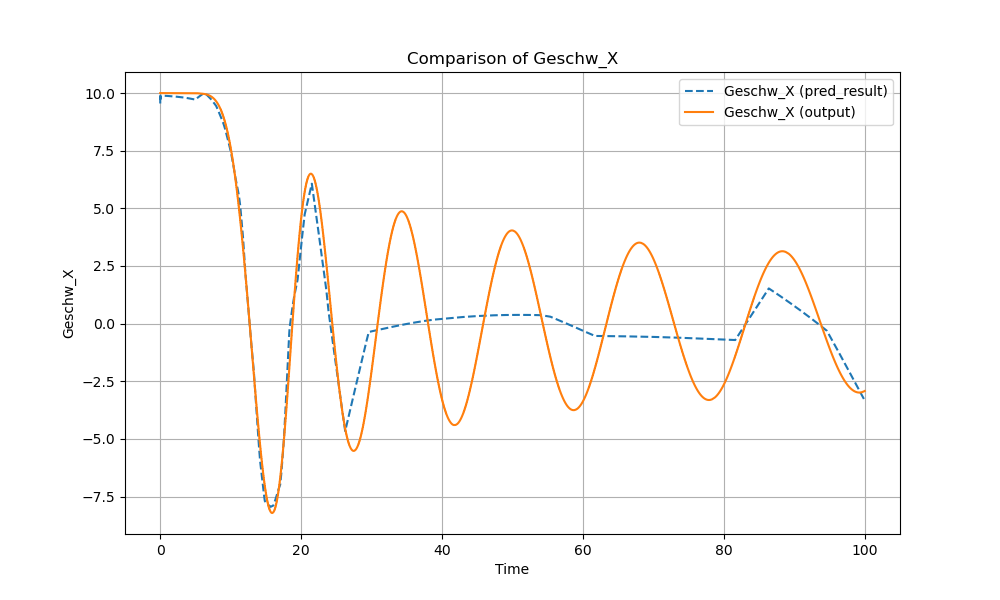 Comparison of Geschw_X
Geschw_X (pred_result)
Geschw_X (output)
Geschw_X
10.0
7.5
5.0
2.5
0.0
−2.5
−5.0
−7.5
0 20 40 60 80 100
Time